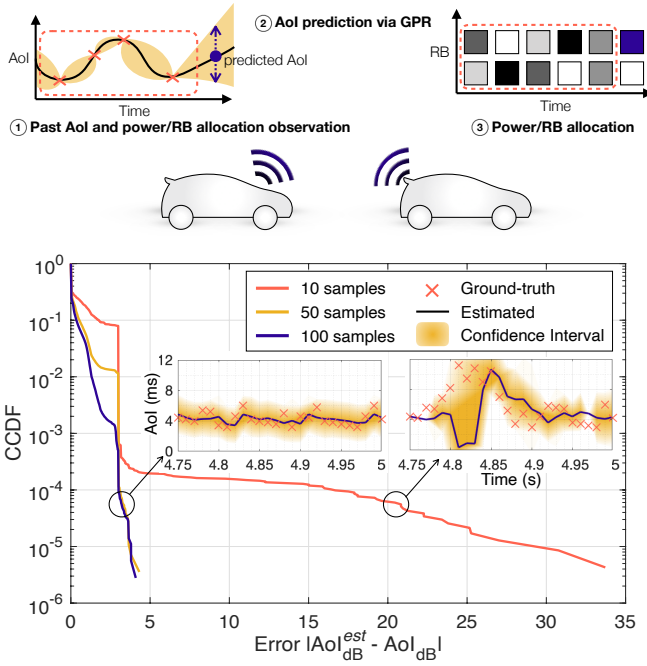 ② AoI prediction via GPR
AoI
predicted AoI
Time
RB
Time
① Past AoI and power/RB allocation observation
③ Power/RB allocation
10^0
10^-1
10^-2
10^-3
10^-4
10^-5
10^-6
CCDF
10 samples
50 samples
100 samples
Ground-truth
Estimated
Confidence Interval
12
8
4
0
AoI (ms)
4.75 4.8 4.85 4.9 4.95 5
4.75 4.8 4.85 4.9 4.95 5
Time (s)
0 5 10 15 20 25 30 35
Error |AoI^est_dB - AoI_dB|